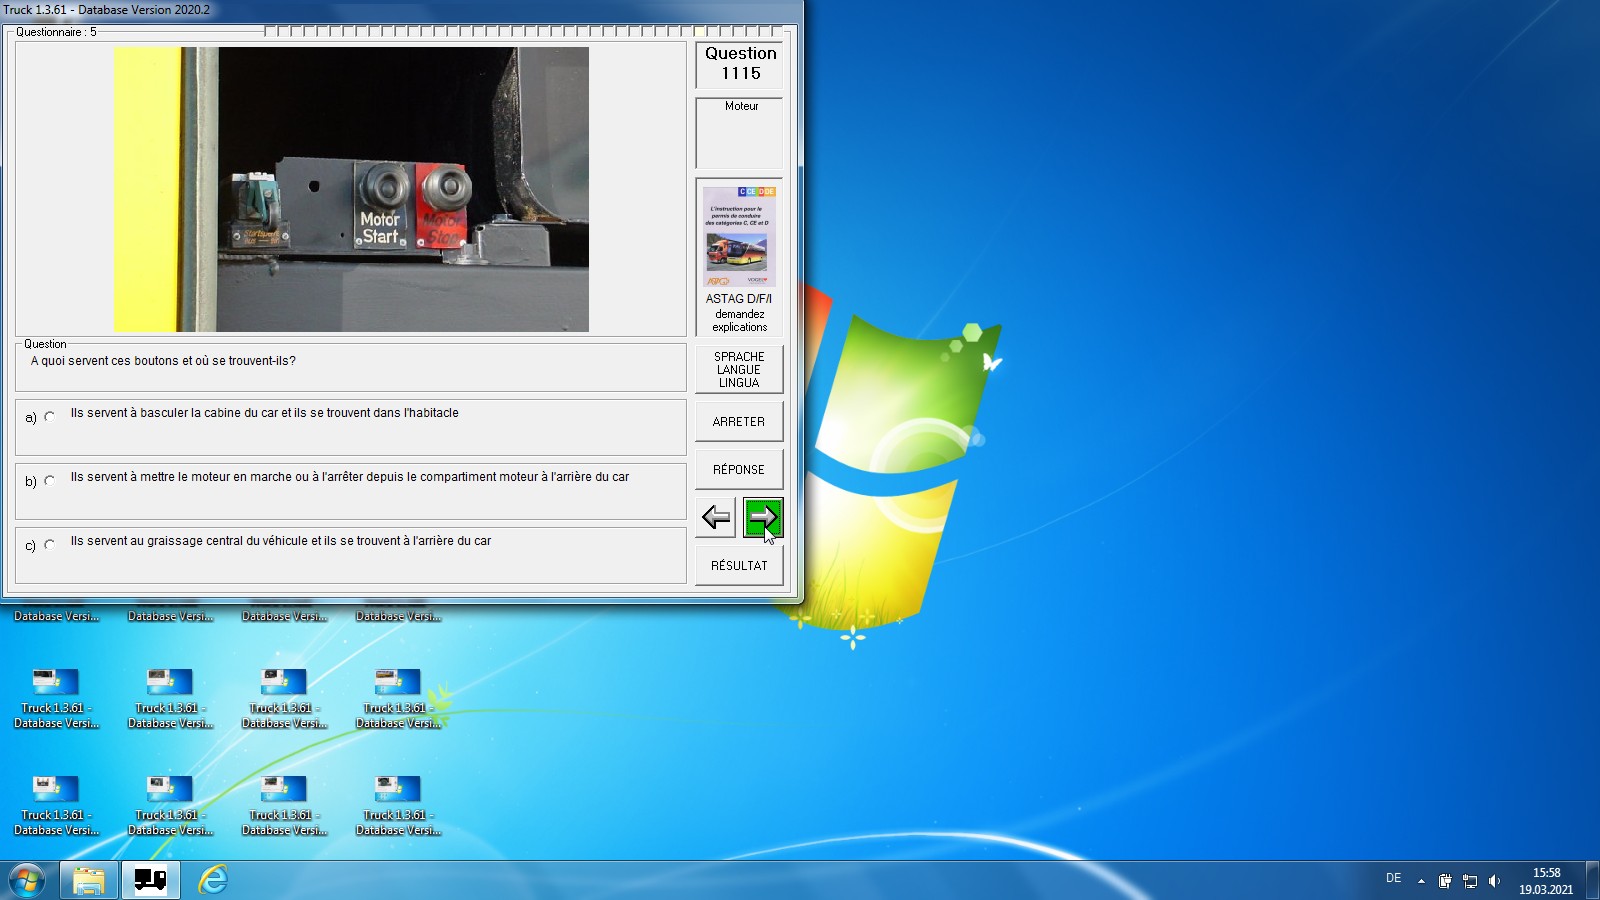 Truck 1.3.61 - Database Version 2020.2
Questionnaire : 5
Motor
Start
Motor
Stop
Question
1115
Moteur
C CE D DE
L'instruction pour le
permis de conduire
des catégories C, CE et D
ASTAG D/F/I
demandez
explications
Question
A quoi servent ces boutons et où se trouvent-ils?
a) Ils servent à basculer la cabine du car et ils se trouvent dans l'habitacle
b) Ils servent à mettre le moteur en marche ou à l'arrêter depuis le compartiment moteur à l'arrière du car
c) Ils servent au graissage central du véhicule et ils se trouvent à l'arrière du car
SPRACHE
LANGUE
LINGUA
ARRETER
RÉPONSE
RÉSULTAT
Database Versi...
Database Versi...
Database Versi...
Database Versi...
Truck 1.3.61 -
Database Versi...
Truck 1.3.61 -
Database Versi...
Truck 1.3.61 -
Database Versi...
Truck 1.3.61 -
Database Versi...
Truck 1.3.61 -
Database Versi...
Truck 1.3.61 -
Database Versi...
Truck 1.3.61 -
Database Versi...
Truck 1.3.61 -
Database Versi...
DE
15:58
19.03.2021